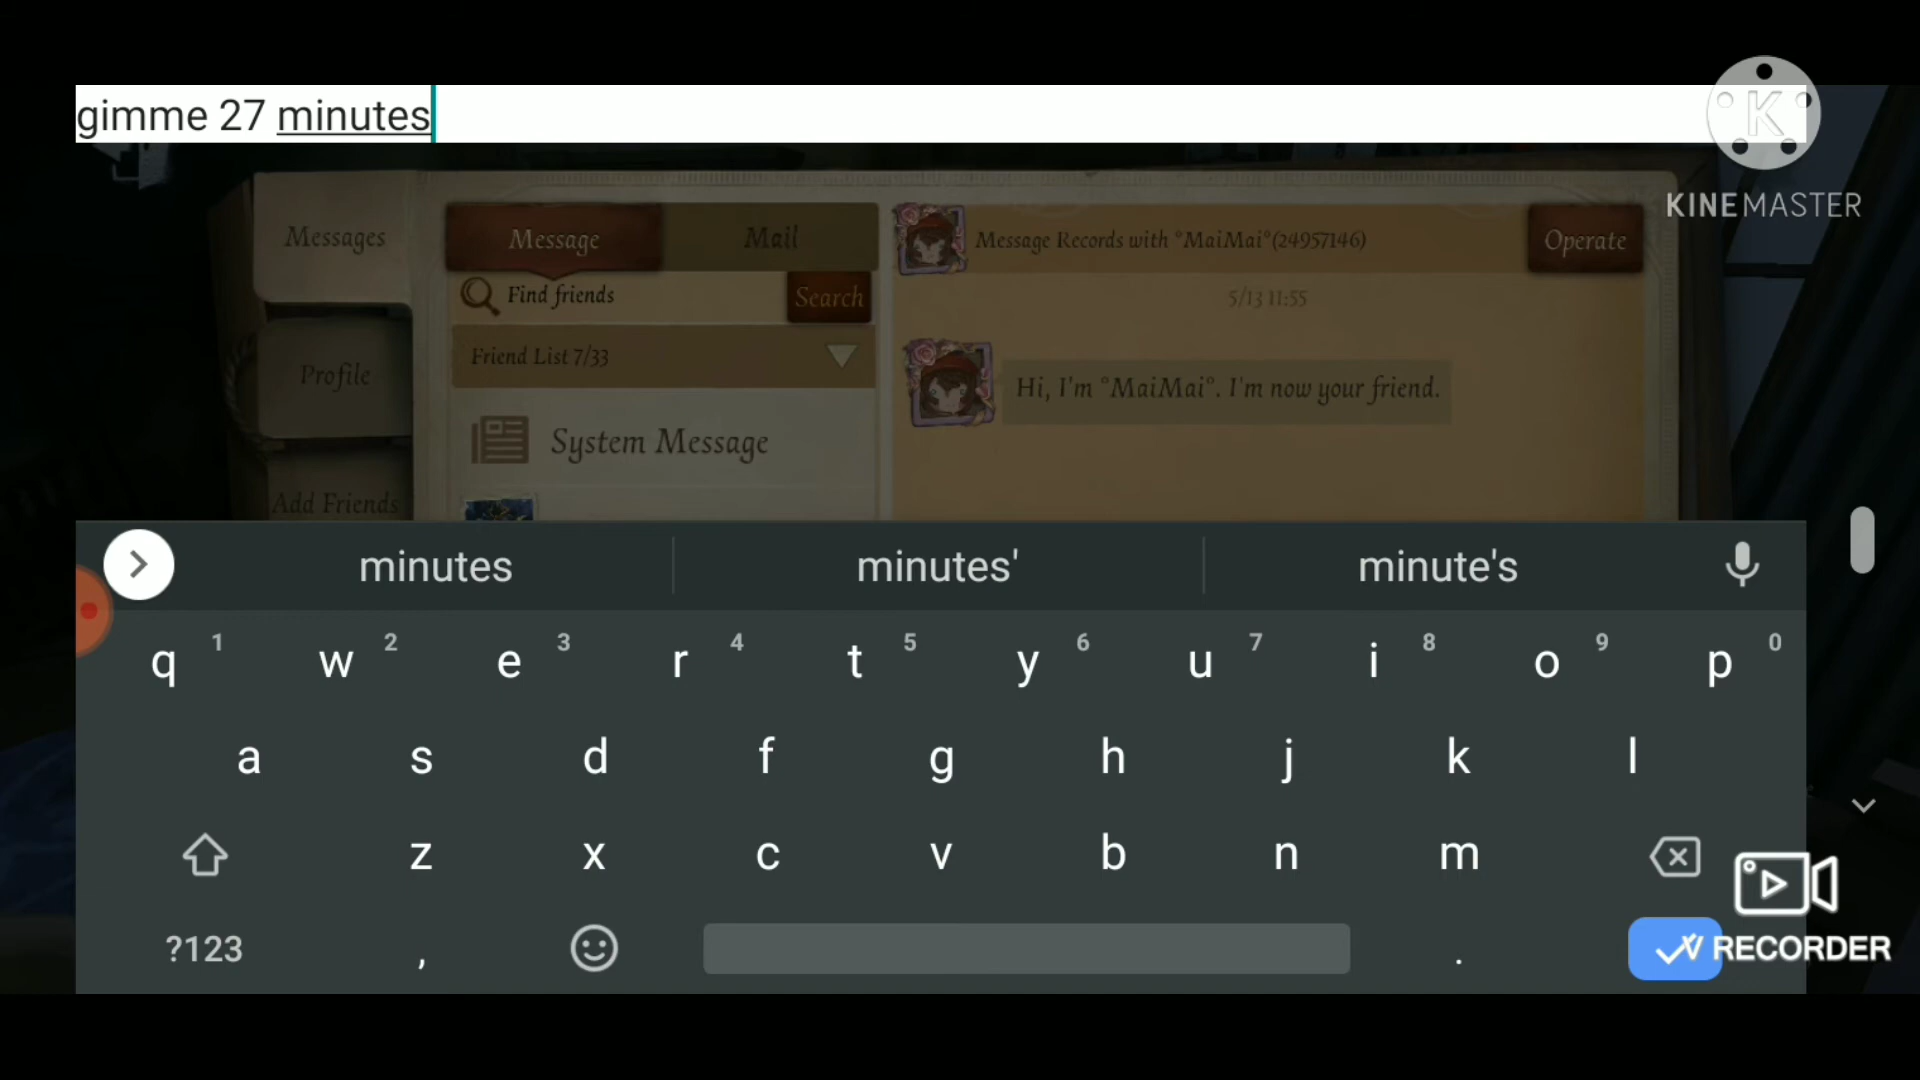 gimme 27 minutes
K
KINEMASTER
Messages
Message
Mail
Message Records with °MaiMai°(24957146)
Operate
Find friends
Search
5/13 11:55
Friend List 7/33
Profile
Hi, I'm °MaiMai°. I'm now your friend.
System Message
Add Friends
minutes
minutes'
minute's
q 1 w 2 e 3 r 4 t 5 y 6 u 7 i 8 o 9 p 0
a s d f g h j k l
z x c v b n m
?123 , .
V RECORDER